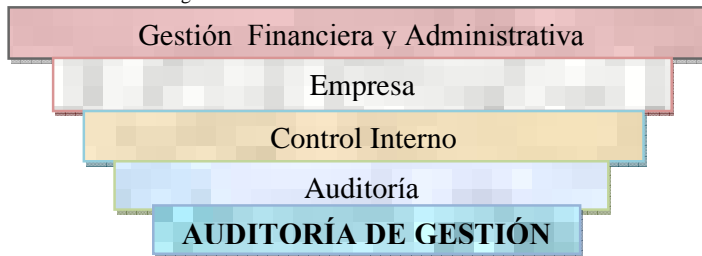 Gestión Financiera y Administrativa
Empresa
Control Interno
Auditoría
AUDITORÍA DE GESTIÓN